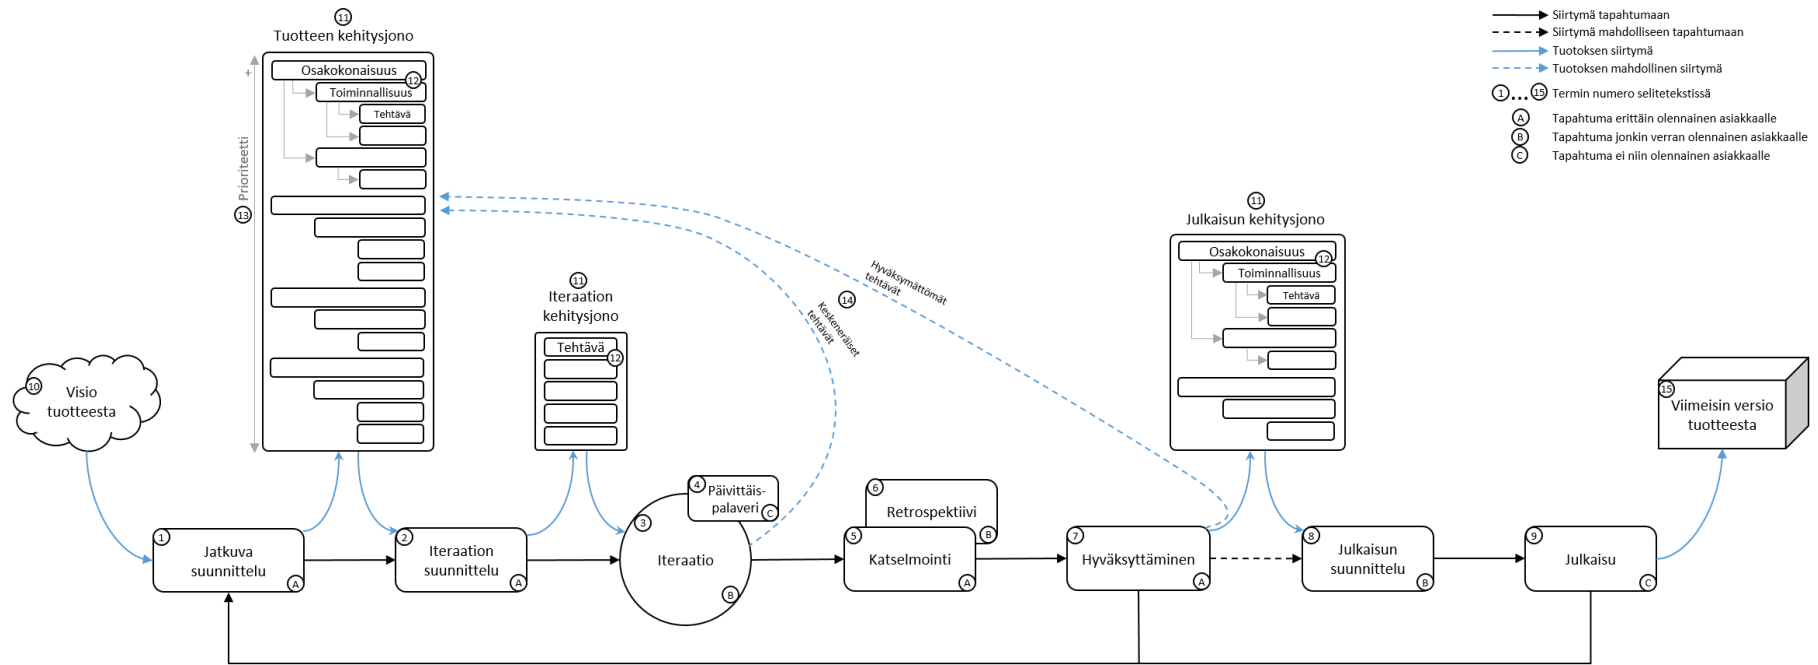 11
Tuotteen kehitysjono
+
Prioriteetti
13
Osakokonaisuus
12
Toiminnallisuus
Tehtävä
Siirtymä tapahtumaan
Siirtymä mahdolliseen tapahtumaan
Tuotoksen siirtymä
Tuotoksen mahdollinen siirtymä
1 ... 15 Termin numero selitetekstissä
A Tapahtuma erittäin olennainen asiakkaalle
B Tapahtuma jonkin verran olennainen asiakkaalle
C Tapahtuma ei niin olennainen asiakkaalle
11
Iteraation
kehitysjono
Tehtävä
12
Hyväksymättömät
tehtävät
14
Keskeneräiset
tehtävät
11
Julkaisun kehitysjono
Osakokonaisuus
12
Toiminnallisuus
Tehtävä
10
Visio
tuotteesta
15
Viimeisin versio
tuotteesta
1
Jatkuva
suunnittelu
A
2
Iteraation
suunnittelu
A
3
Iteraatio
B
4
Päivittäis-
palaveri
C
6
Retrospektiivi
B
5
Katselmointi
A
7
Hyväksyttäminen
A
8
Julkaisun
suunnittelu
B
9
Julkaisu
C